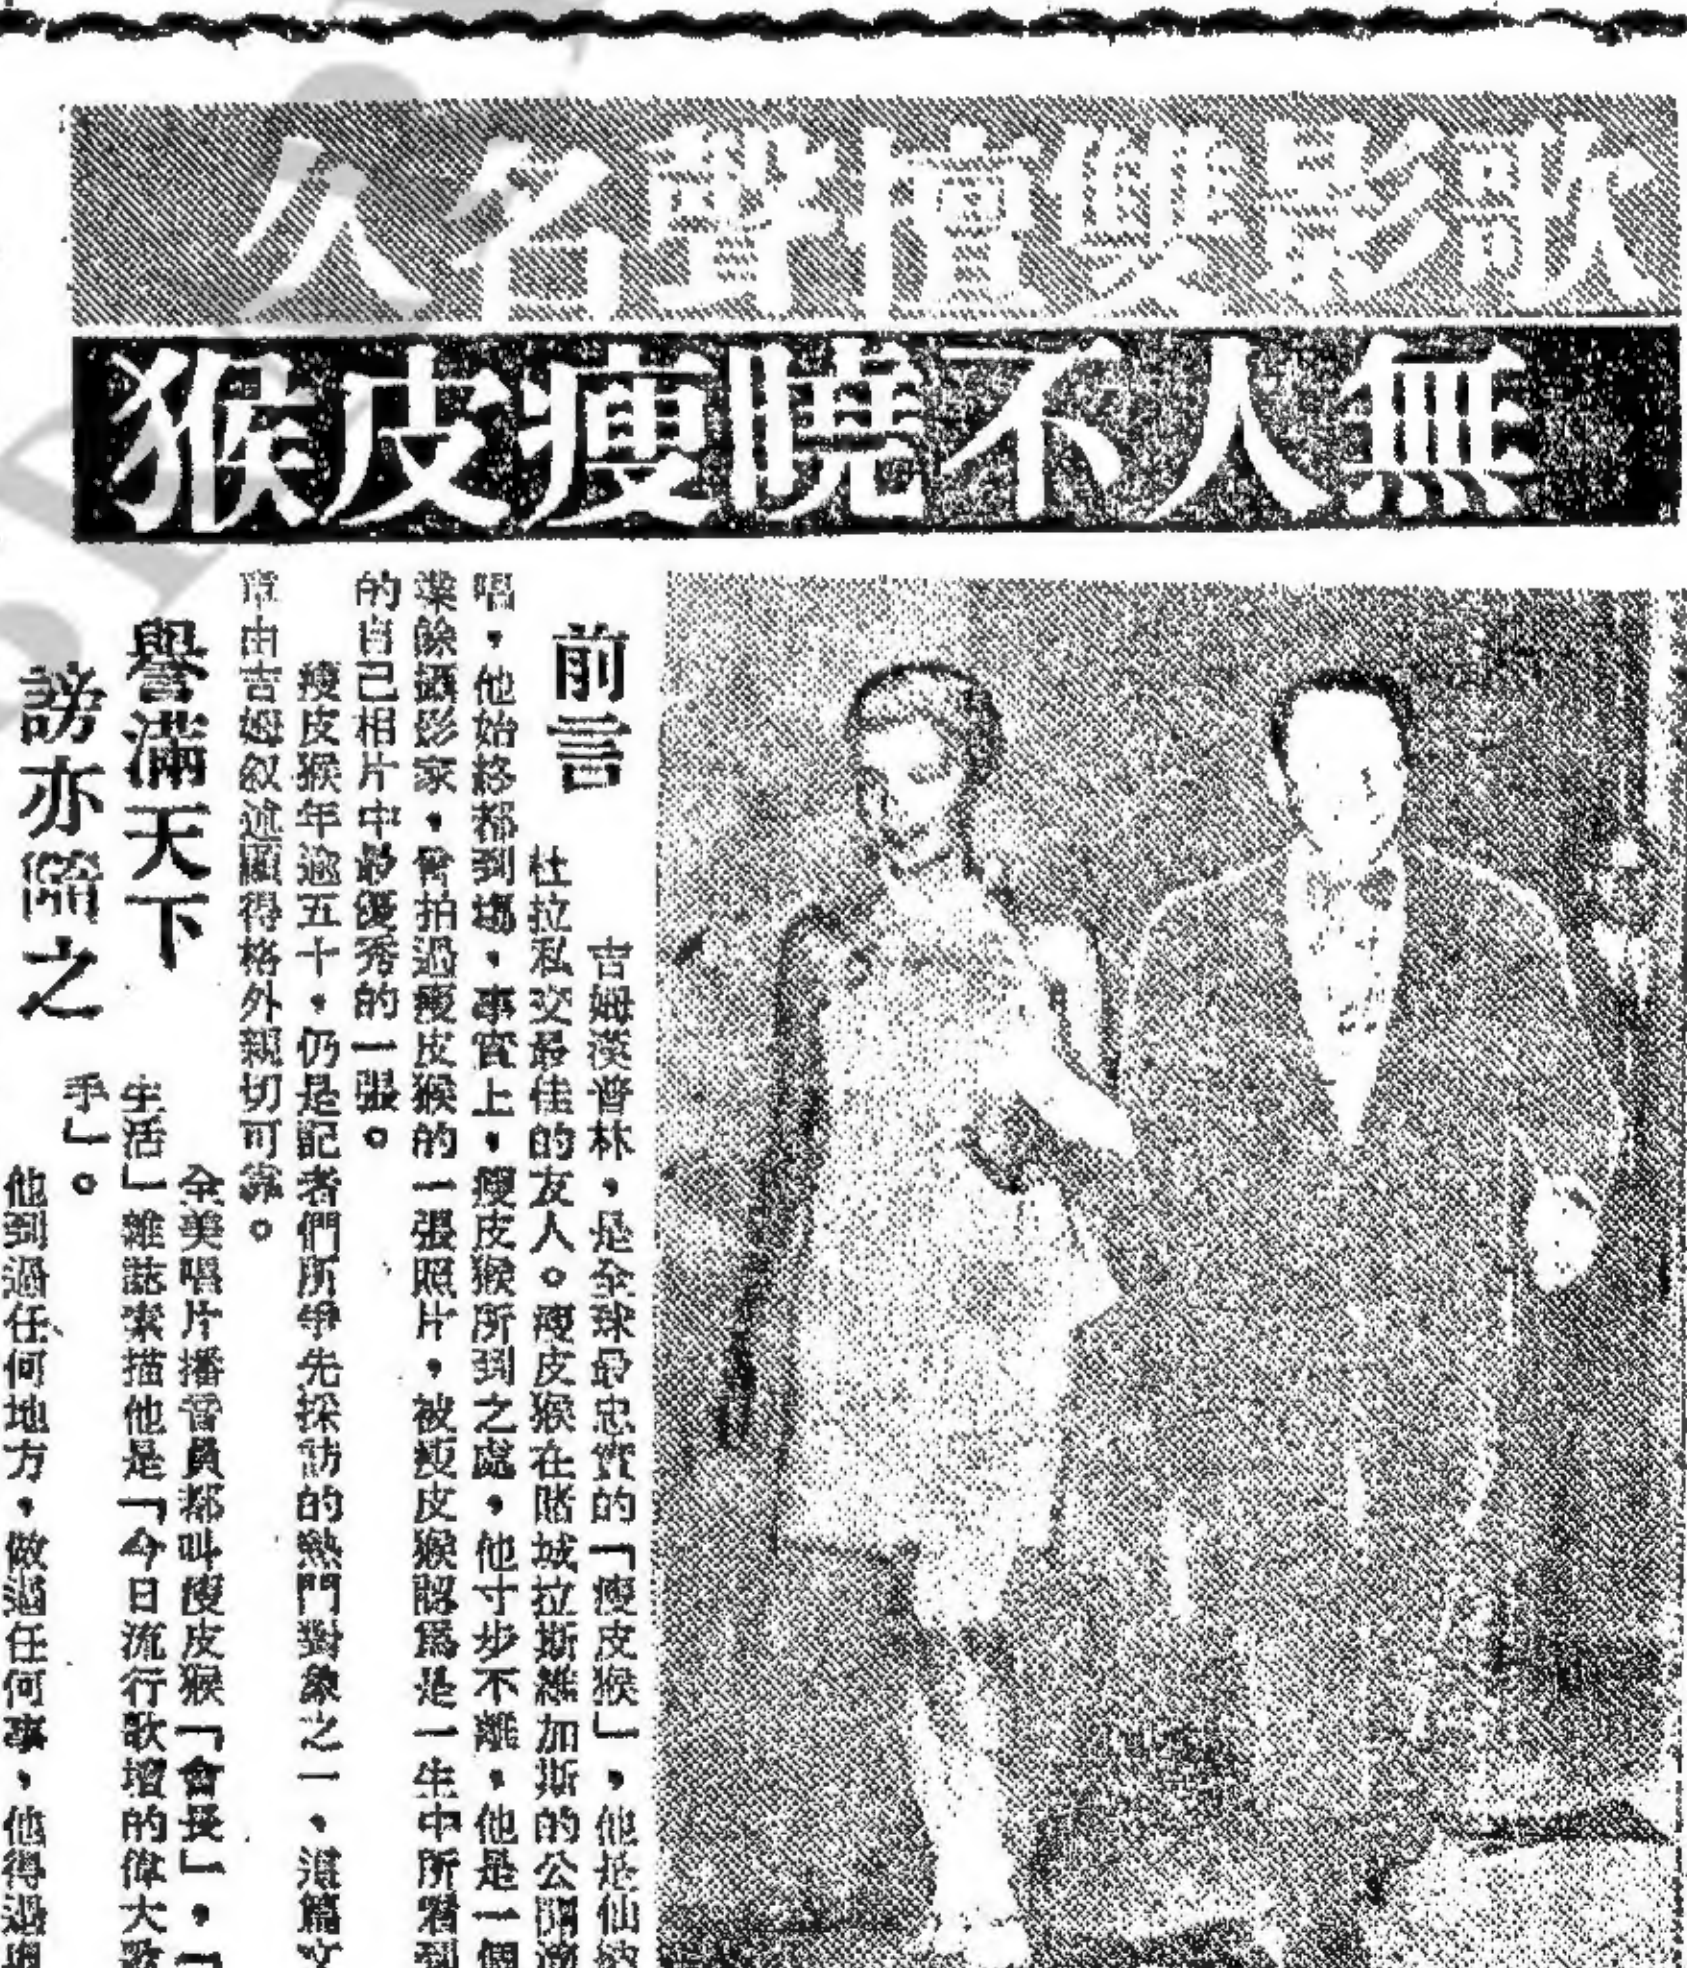 歌影雙檀聲名久
無人不曉瘦皮猴
前言
吉姆漢普林，是全球最忠實的「瘦皮猴」，他是仙
杜拉私交最佳的友人。瘦皮猴在賭城拉斯維加斯的公開演
唱，他始終都到場，事實上，瘦皮猴所到之處，他寸步不離，他是一個
業餘攝影家，曾拍過瘦皮猴的一張照片，被瘦皮猴認爲是一生中所看到
的自己相片中最優秀的一張。
瘦皮猴年逾五十，仍是記者們所爭先採訪的熱門對象之一，這篇文
章由吉姆叙述顯得格外親切可靠。
譽滿天下
謗亦隨之
全美唱片播音員都叫瘦皮猴「會長」，「
生活」雜誌素描他是「今日流行歌壇的偉大歌
手」。
他到過任何地方，做過任何事，他得過